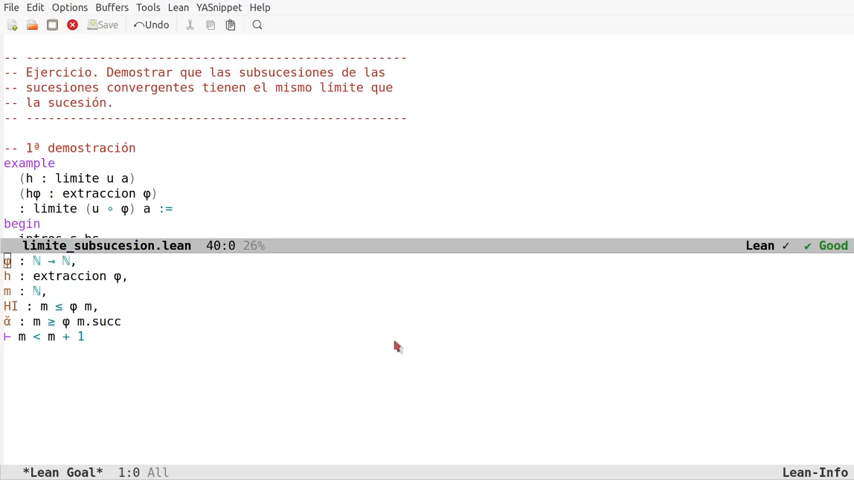 File Edit Options Buffers Tools Lean YASnippet Help
Save Undo
-- ---------------------------------------------------
-- Ejercicio. Demostrar que las subsucesiones de las
-- sucesiones convergentes tienen el mismo límite que
-- la sucesión.
-- ---------------------------------------------------
-- 1ª demostración
example
(h : limite u a)
(hφ : extraccion φ)
: limite (u ∘ φ) a :=
begin
limite_subsucesion.lean 40:0 26% Lean ✓ ✔ Good
φ : ℕ → ℕ,
h : extraccion φ,
m : ℕ,
HI : m ≤ φ m,
ᾰ : m ≥ φ m.succ
⊢ m < m + 1
*Lean Goal* 1:0 All Lean-Info